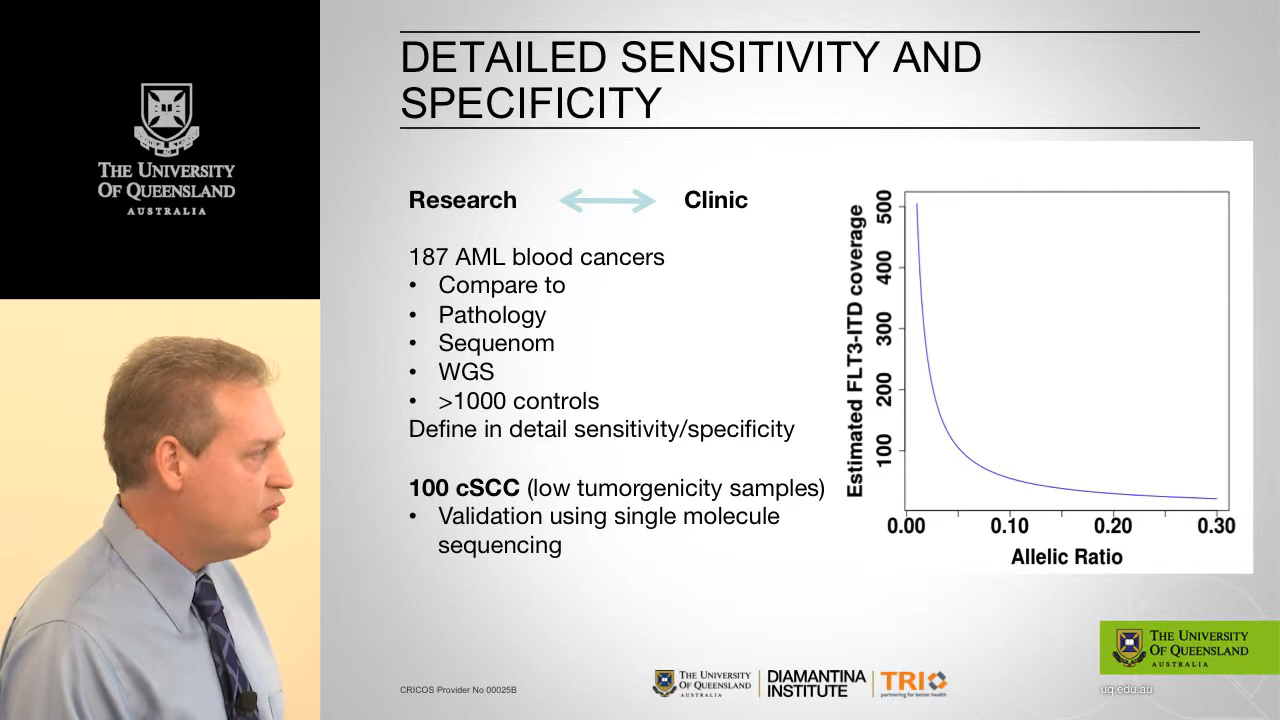 THE UNIVERSITY
OF QUEENSLAND
AUSTRALIA
DETAILED SENSITIVITY AND
SPECIFICITY
Research
Clinic
187 AML blood cancers
• Compare to
• Pathology
• Sequenom
• WGS
• >1000 controls
Define in detail sensitivity/specificity
100 cSCC (low tumorgenicity samples)
• Validation using single molecule
sequencing
Estimated FLT3-ITD coverage
500
400
300
200
100
0.00 0.10 0.20 0.30
Allelic Ratio
THE UNIVERSITY
OF QUEENSLAND
AUSTRALIA
CRICOS Provider No 00025B
THE UNIVERSITY
OF QUEENSLAND
AUSTRALIA
DIAMANTINA
INSTITUTE
TRI
partnering for better health
uq.edu.au